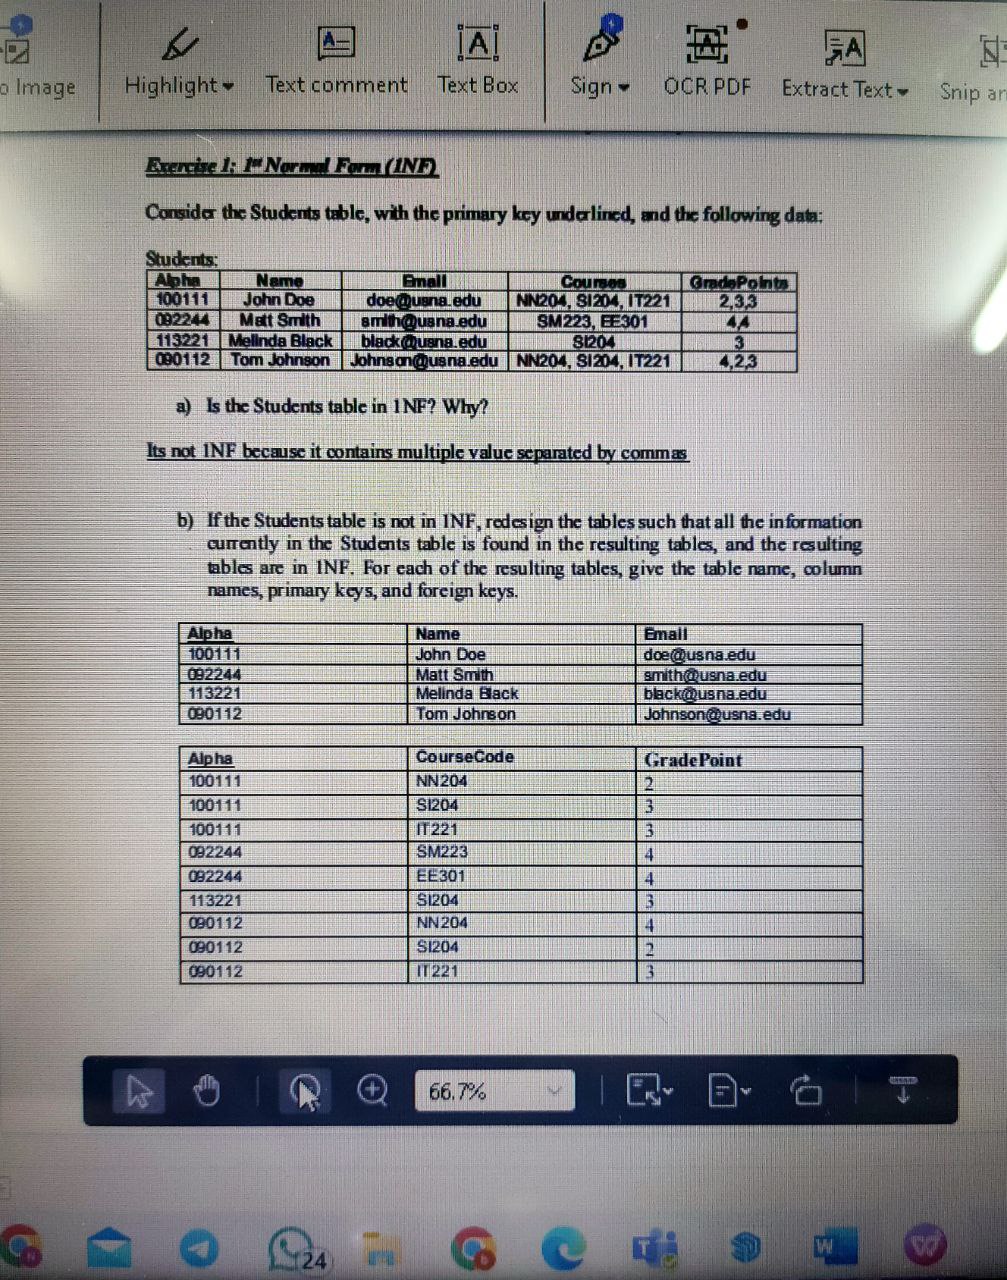 o Image
Highlight
Text comment
Text Box
Sign
OCR PDF
Extract Text
Snip an
Exercise 1: 1st Normal Form (1NF)
Consider the Students table, with the primary key underlined, and the following data:
Students:
Alpha Name Email Courses GradePoints
100111 John Doe doe@usna.edu NN204, SI204, IT221 2,3,3
092244 Matt Smith smith@usna.edu SM223, EE301 4,4
113221 Melinda Black black@usna.edu SI204 3
090112 Tom Johnson Johnson@usna.edu NN204, SI204, IT221 4,2,3
a) Is the Students table in 1NF? Why?
Its not 1NF because it contains multiple value separated by commas
b) If the Students table is not in 1NF, redesign the tables such that all the information
currently in the Students table is found in the resulting tables, and the resulting
tables are in 1NF. For each of the resulting tables, give the table name, column
names, primary keys, and foreign keys.
Alpha Name Email
100111 John Doe doe@usna.edu
092244 Matt Smith smith@usna.edu
113221 Melinda Black black@usna.edu
090112 Tom Johnson Johnson@usna.edu
Alpha CourseCode GradePoint
100111 NN204 2
100111 SI204 3
100111 IT221 3
092244 SM223 4
092244 EE301 4
113221 SI204 3
090112 NN204 4
090112 SI204 2
090112 IT221 3
66.7%
24